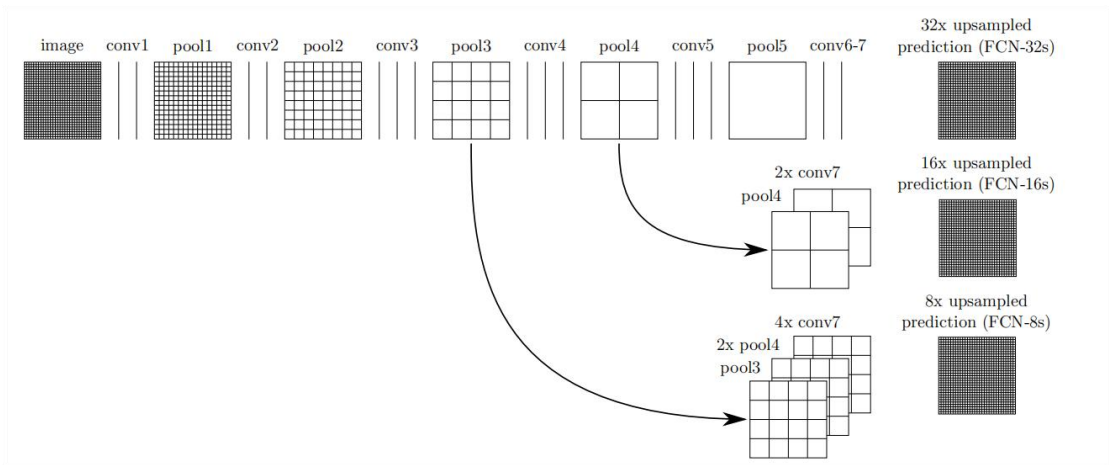 image conv1 pool1 conv2 pool2 conv3 pool3 conv4 pool4 conv5 pool5 conv6-7
32x upsampled
prediction (FCN-32s)
2x conv7
pool4
16x upsampled
prediction (FCN-16s)
4x conv7
2x pool4
pool3
8x upsampled
prediction (FCN-8s)